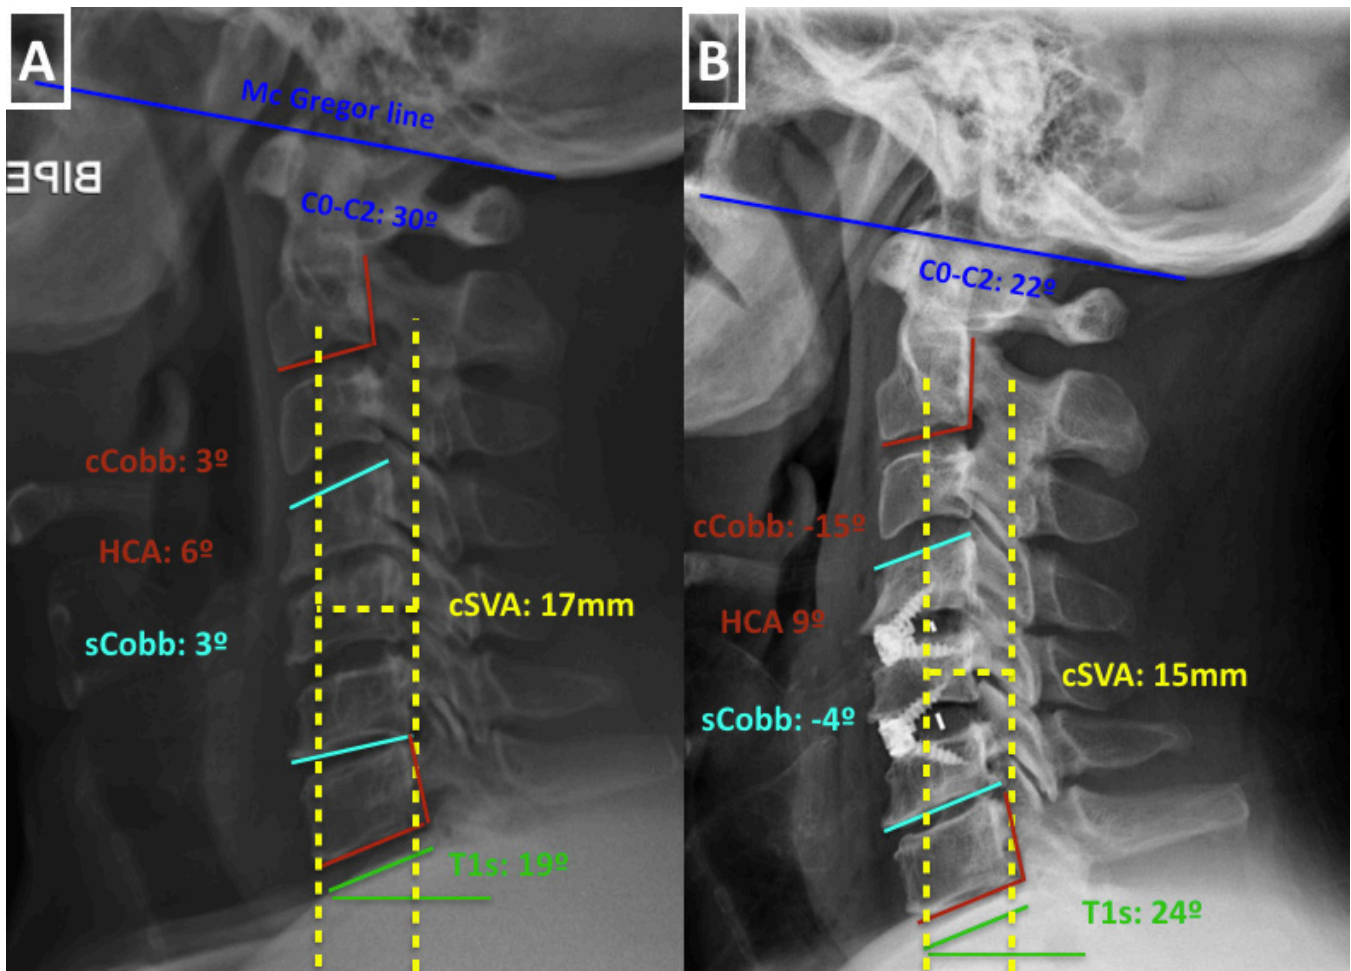 A
Mc Gregor line
BIPE
C0-C2: 30º
cCobb: 3º
HCA: 6º
cSVA: 17mm
sCobb: 3º
T1s: 19º
B
C0-C2: 22º
cCobb: -15º
HCA 9º
cSVA: 15mm
sCobb: -4º
T1s: 24º